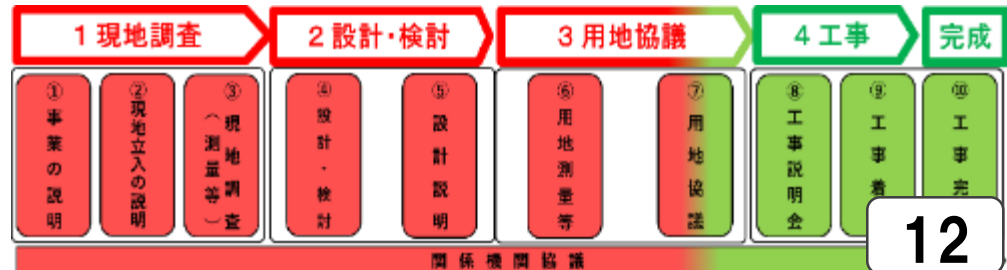 1 現地調査
2 設計・検討
3 用地協議
4 工事
完成
① 事業の説明
② 現地立入の説明
③ 現地調査（測量等）
④ 設計・検討
⑤ 設計説明
⑥ 用地測量等
⑦ 用地協議
⑧ 工事説明会
⑨ 工事着
⑩ 工事完
関係機関協議
12